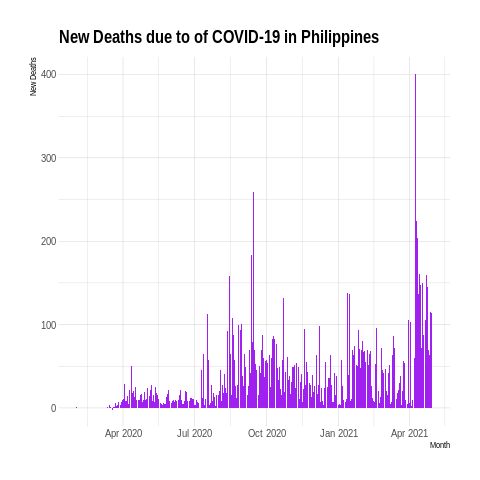 New Deaths due to of COVID-19 in Philippines
New Deaths
400
300
200
100
0
Apr 2020 Jul 2020 Oct 2020 Jan 2021 Apr 2021
Month